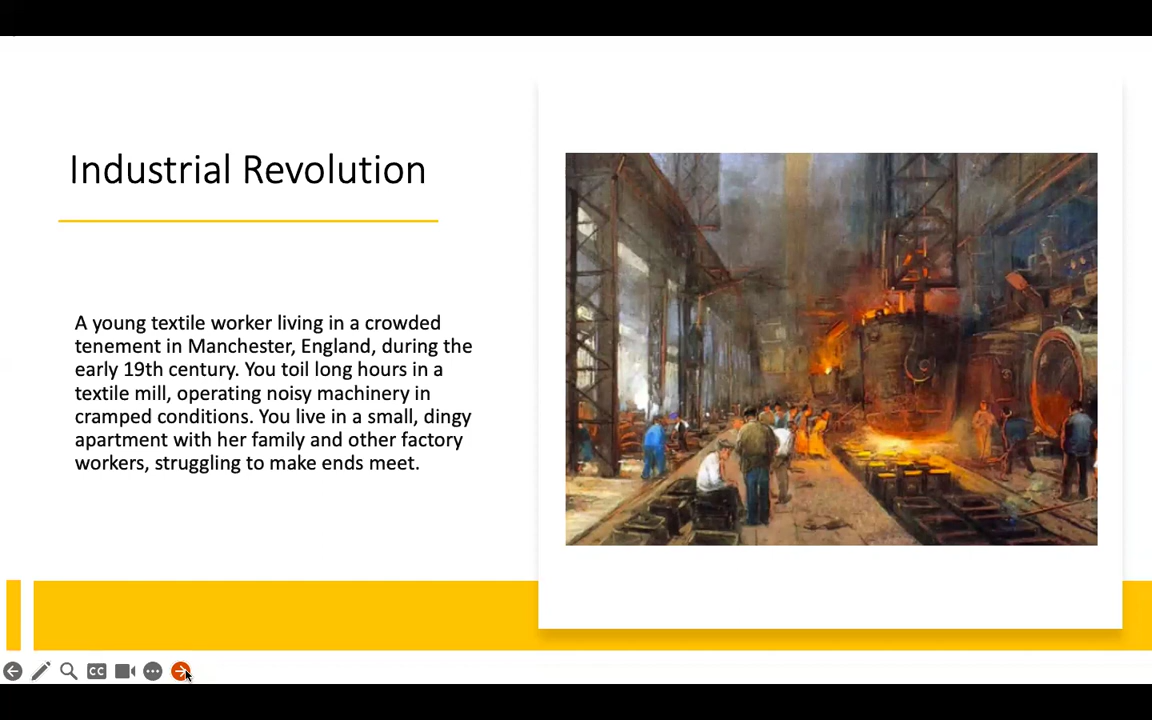 Industrial Revolution
A young textile worker living in a crowded
tenement in Manchester, England, during the
early 19th century. You toil long hours in a
textile mill, operating noisy machinery in
cramped conditions. You live in a small, dingy
apartment with her family and other factory
workers, struggling to make ends meet.
CC